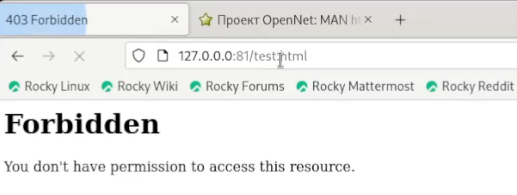 403 Forbidden
Проект OpenNet: MAN ht
127.0.0.0:81/test.html
Rocky Linux Rocky Wiki Rocky Forums Rocky Mattermost Rocky Reddit
Forbidden
You don't have permission to access this resource.